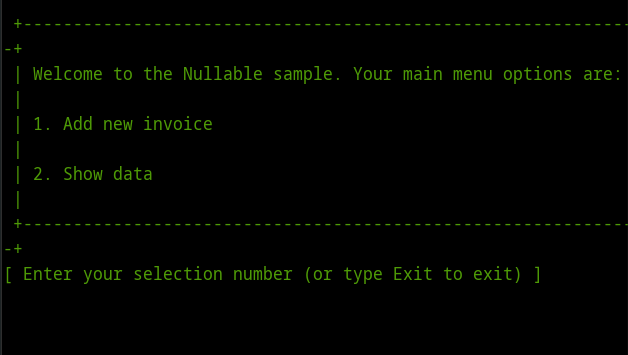 +-------------------------------------------------------------
-+
| Welcome to the Nullable sample. Your main menu options are:
|
| 1. Add new invoice
|
| 2. Show data
|
+-------------------------------------------------------------
-+
[ Enter your selection number (or type Exit to exit) ]